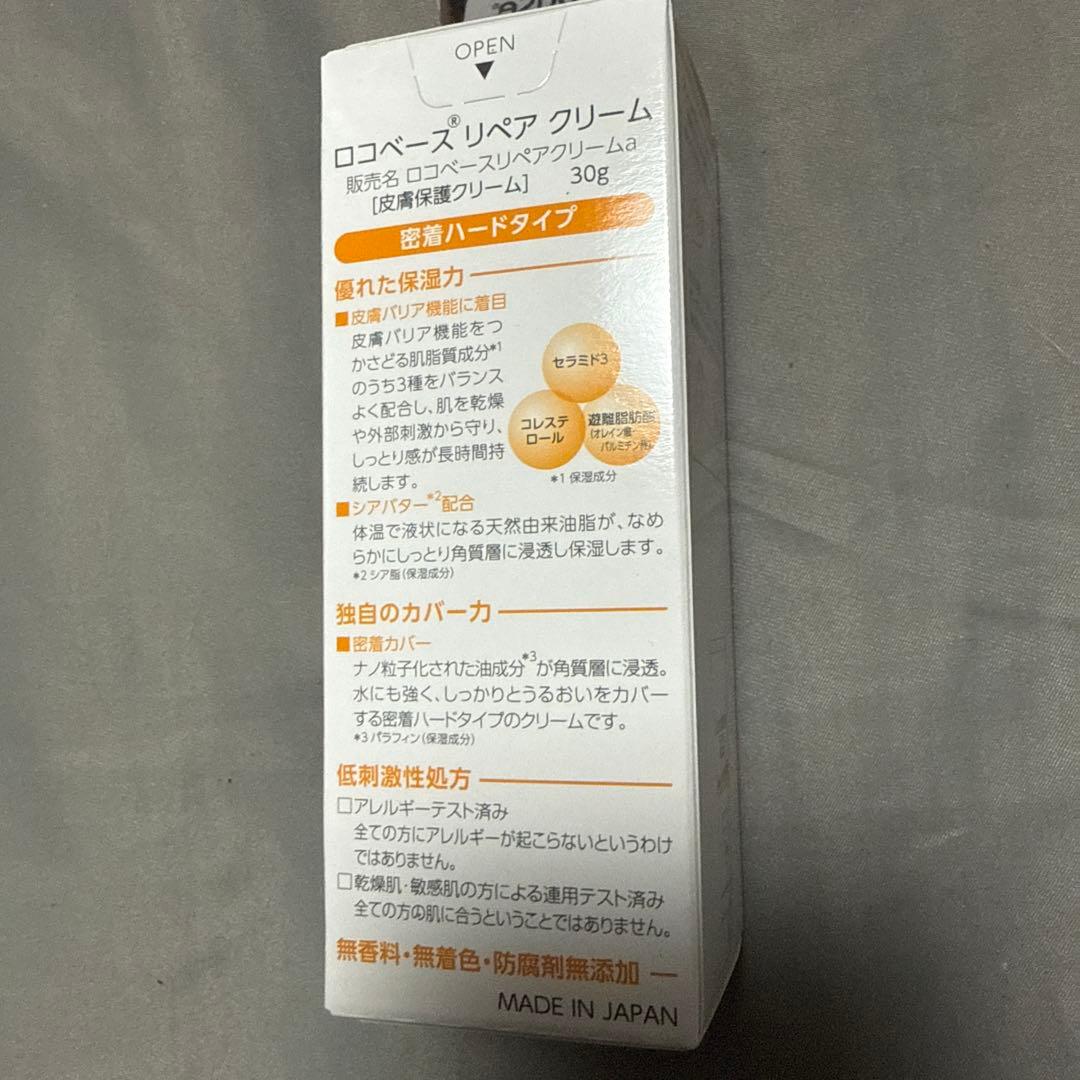 OPEN
▼
ロコベース® リペア クリーム
販売名 ロコベースリペアクリームa
[皮膚保護クリーム] 30g
密着ハードタイプ
優れた保湿力
■皮膚バリア機能に着目
皮膚バリア機能をつ
かさどる肌脂質成分*1
のうち3種をバランス
よく配合し、肌を乾燥
や外部刺激から守り、
しっとり感が長時間持
続します。
セラミド3
コレステ
ロール
遊離脂肪酸
(オレイン酸・
パルミチン酸)
*1 保湿成分
■シアバター*2配合
体温で液状になる天然由来油脂が、なめ
らかにしっとり角質層に浸透し保湿します。
*2 シア脂(保湿成分)
独自のカバー力
■密着カバー
ナノ粒子化された油成分*3が角質層に浸透。
水にも強く、しっかりとうるおいをカバー
する密着ハードタイプのクリームです。
*3 パラフィン(保湿成分)
低刺激性処方
□アレルギーテスト済み
全ての方にアレルギーが起こらないというわけ
ではありません。
□乾燥肌・敏感肌の方による連用テスト済み
全ての方の肌に合うということではありません。
無香料・無着色・防腐剤無添加
MADE IN JAPAN